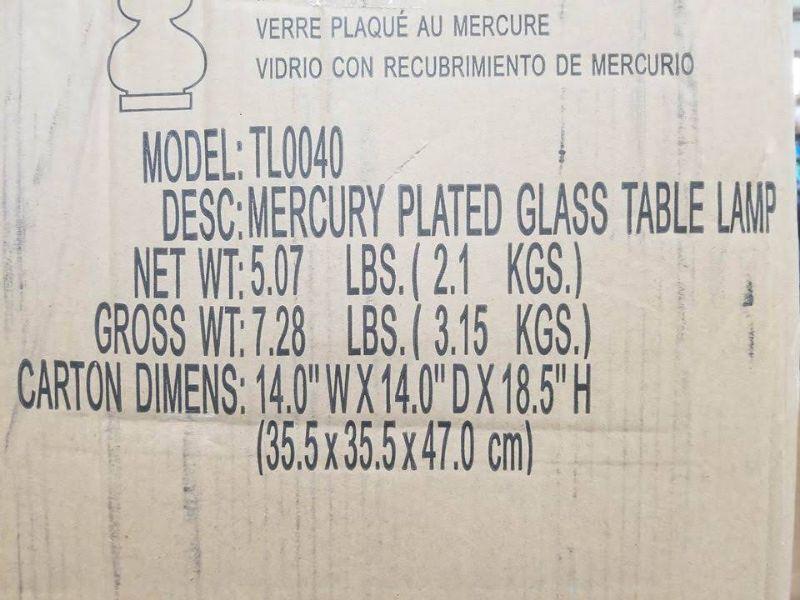 VERRE PLAQUÉ AU MERCURE
VIDRIO CON RECUBRIMIENTO DE MERCURIO
MODEL: TL0040
DESC: MERCURY PLATED GLASS TABLE LAMP
NET WT: 5.07 LBS. ( 2.1 KGS.)
GROSS WT: 7.28 LBS. ( 3.15 KGS.)
CARTON DIMENS: 14.0" W X 14.0" D X 18.5" H
(35.5 x 35.5 x 47.0 cm)